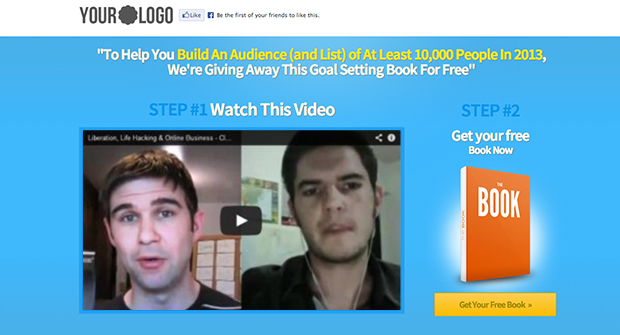 YOUR LOGO
Like
Be the first of your friends to like this.
"To Help You Build An Audience (and List) of At Least 10,000 People In 2013,
We're Giving Away This Goal Setting Book For Free"
STEP #1 Watch This Video
Liberation, Life Hacking & Online Business - Cl...
STEP #2
Get your free
Book Now
THE
BOOK
Get Your Free Book »